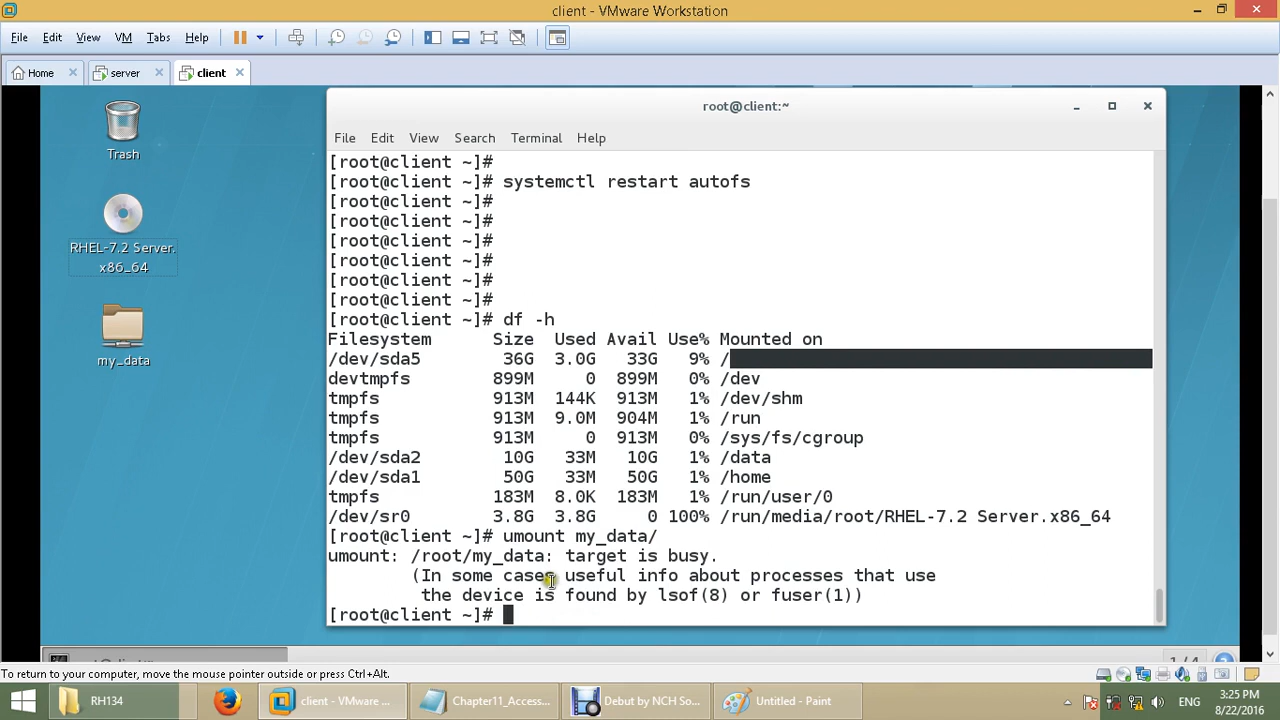 client - VMware Workstation
File Edit View VM Tabs Help
Home server client
Trash
RHEL-7.2 Server.
x86_64
my_data
root@client:~
File Edit View Search Terminal Help
[root@client ~]#
[root@client ~]# systemctl restart autofs
[root@client ~]#
[root@client ~]#
[root@client ~]#
[root@client ~]#
[root@client ~]#
[root@client ~]#
[root@client ~]# df -h
Filesystem Size Used Avail Use% Mounted on
/dev/sda5 36G 3.0G 33G 9% /
devtmpfs 899M 0 899M 0% /dev
tmpfs 913M 144K 913M 1% /dev/shm
tmpfs 913M 9.0M 904M 1% /run
tmpfs 913M 0 913M 0% /sys/fs/cgroup
/dev/sda2 10G 33M 10G 1% /data
/dev/sda1 50G 33M 50G 1% /home
tmpfs 183M 8.0K 183M 1% /run/user/0
/dev/sr0 3.8G 3.8G 0 100% /run/media/root/RHEL-7.2 Server.x86_64
[root@client ~]# umount my_data/
umount: /root/my_data: target is busy.
(In some cases useful info about processes that use
the device is found by lsof(8) or fuser(1))
[root@client ~]#
To return to your computer, move the mouse pointer outside or press Ctrl+Alt.
RH134
client - VMware ...
Chapter11_Access...
Debut by NCH So...
Untitled - Paint
ENG
3:25 PM
8/22/2016